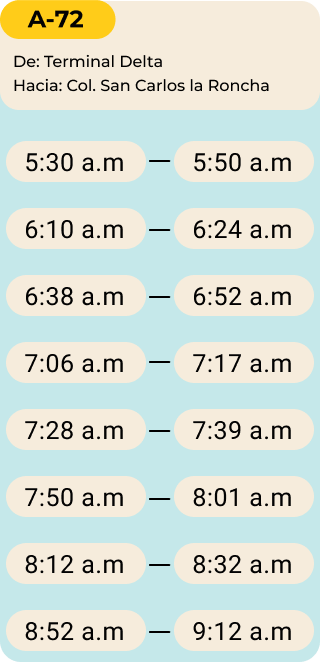 A-72
De: Terminal Delta
Hacia: Col. San Carlos la Roncha
5:30 a.m — 5:50 a.m
6:10 a.m — 6:24 a.m
6:38 a.m — 6:52 a.m
7:06 a.m — 7:17 a.m
7:28 a.m — 7:39 a.m
7:50 a.m — 8:01 a.m
8:12 a.m — 8:32 a.m
8:52 a.m — 9:12 a.m